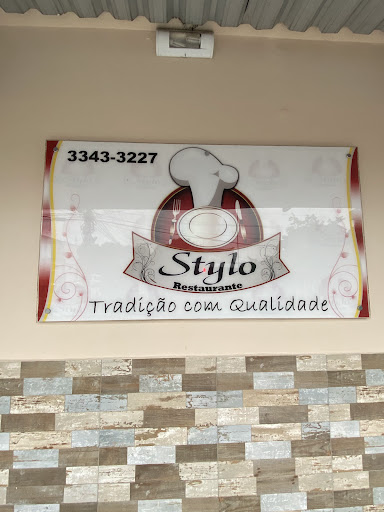 3343-3227
Stylo
Restaurante
Tradição com Qualidade